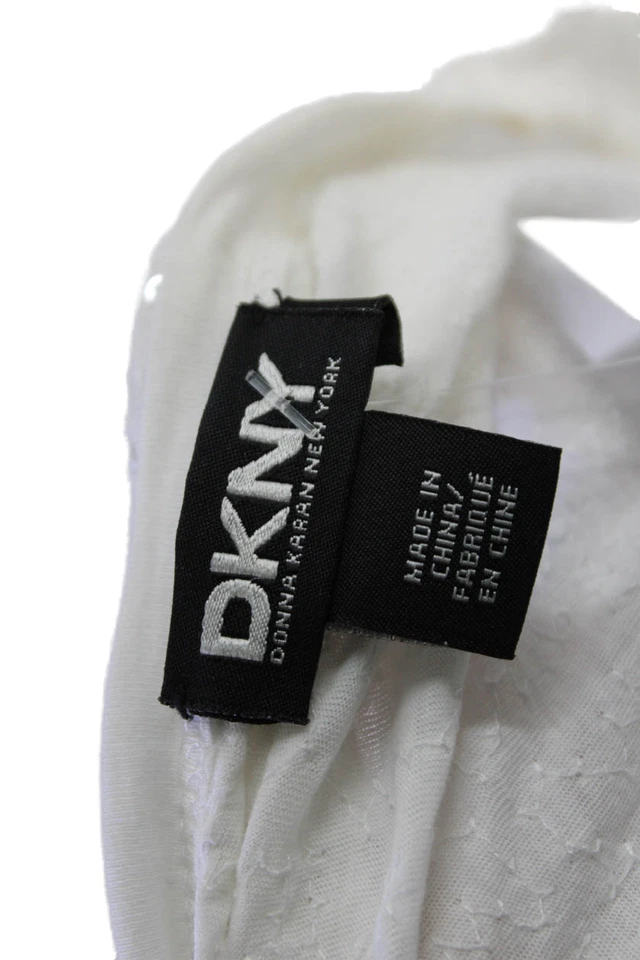 DKNY
DONNA KARAN NEW YORK
MADE IN
CHINA/
FABRIQUÉ
EN CHINE